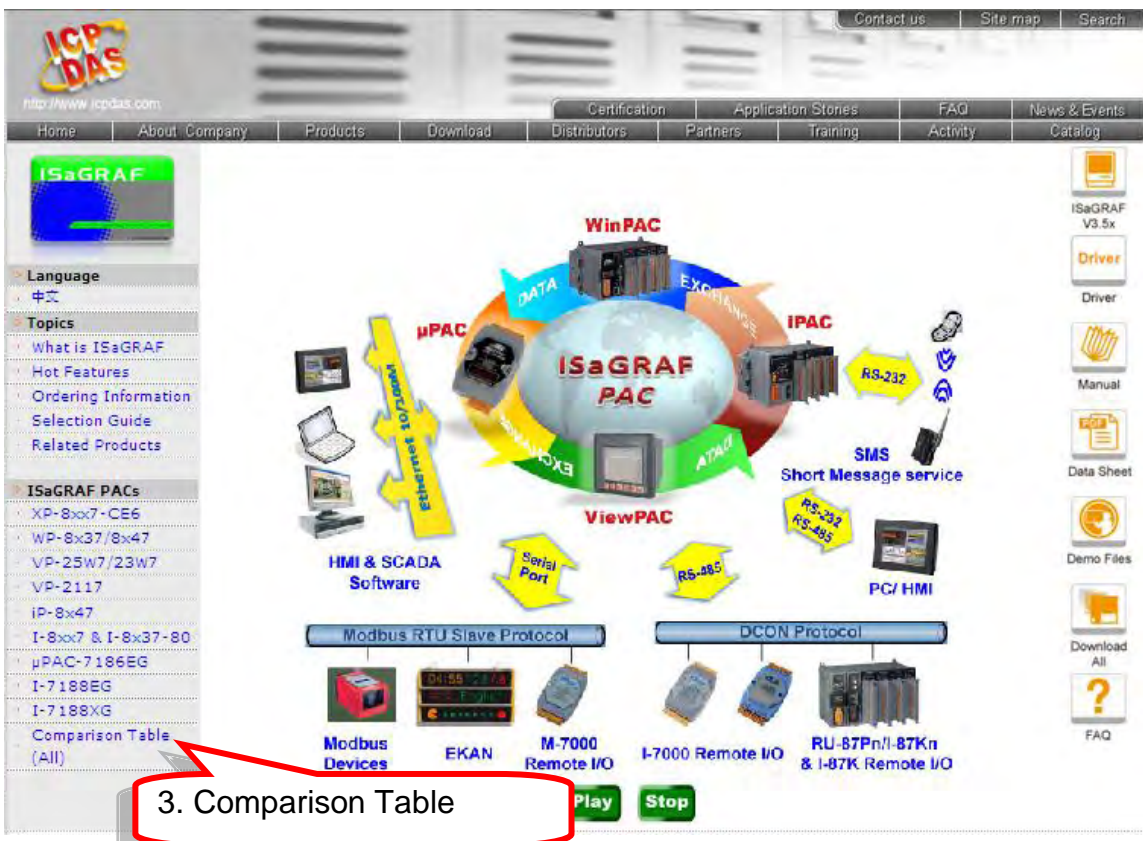 Contact us | Site map | Search
ICP DAS
http://www.icpdas.com
Certification Application Stories FAQ News & Events
Home About Company Products Download Distributors Partners Training Activity Catalog
ISaGRAF
Language
中文
Topics
What is ISaGRAF
Hot Features
Ordering Information
Selection Guide
Related Products
ISaGRAF PACs
XP-8xx7-CE6
WP-8x37/8x47
VP-25W7/23W7
VP-2117
iP-8x47
I-8xx7 & I-8x37-80
µPAC-7186EG
I-7188EG
I-7188XG
Comparison Table
(All)
3. Comparison Table
WinPAC
DATA
EXCHANGE
µPAC
iPAC
ISaGRAF
PAC
EXCHANGE
DATA
ViewPAC
Ethernet 10/100M
RS-232
SMS
Short Message service
RS-232
RS-485
HMI & SCADA
Software
Serial
Port
RS-485
PC/ HMI
Modbus RTU Slave Protocol
DCON Protocol
Modbus
Devices
EKAN
M-7000
Remote I/O
I-7000 Remote I/O
RU-87Pn/I-87Kn
& I-87K Remote I/O
Play
Stop
ISaGRAF
V3.5x
Driver
Driver
Manual
PDF
Data Sheet
Demo Files
Download
All
?
FAQ